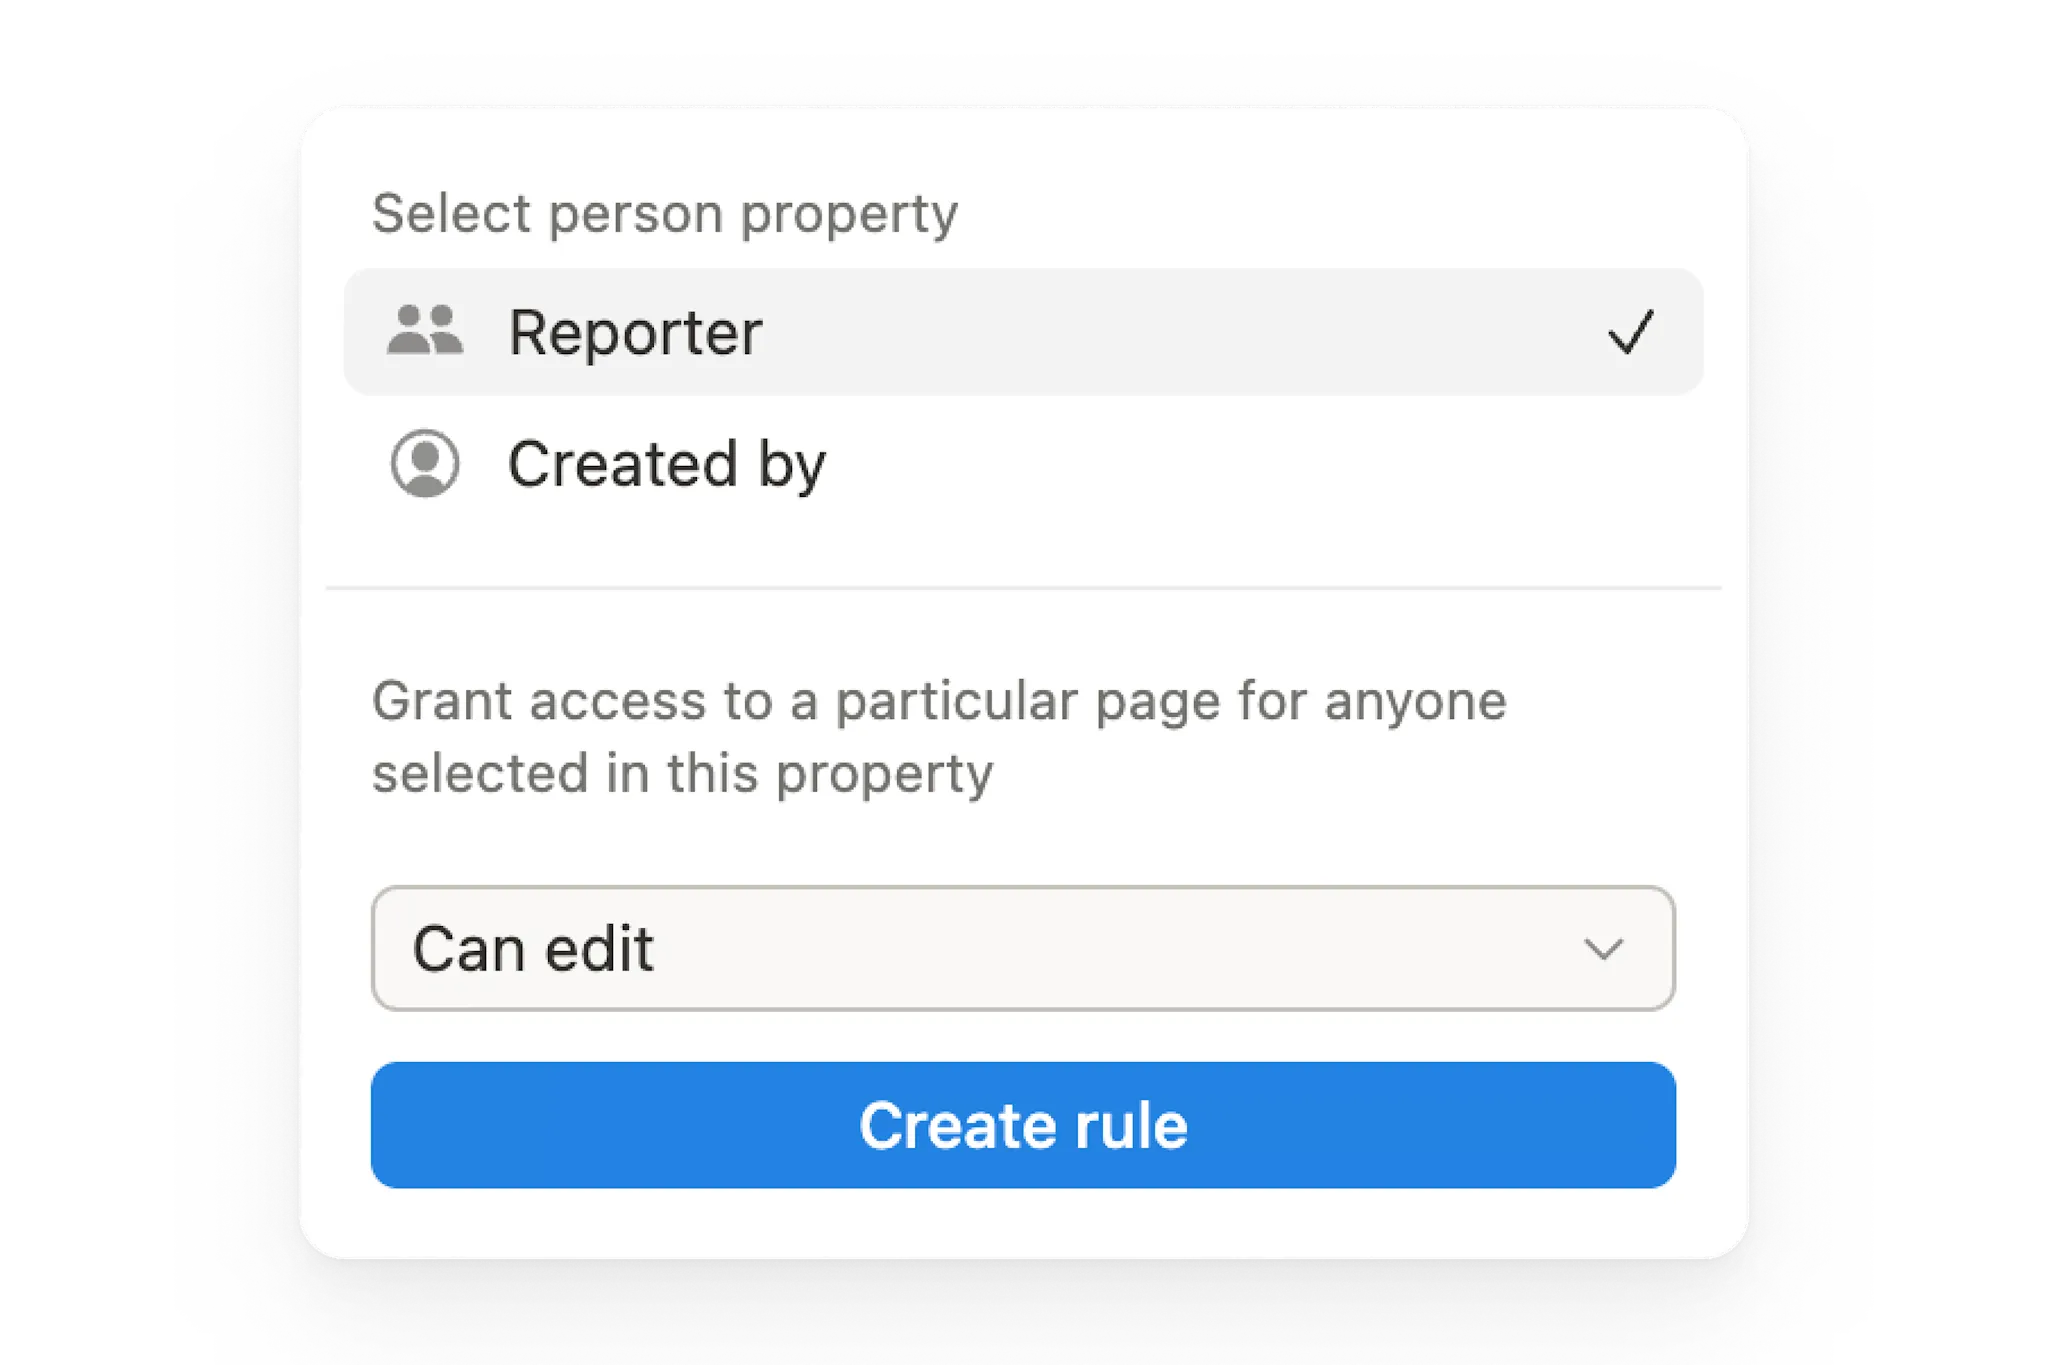 Select person property
Reporter
Created by
Grant access to a particular page for anyone
selected in this property
Can edit
Create rule